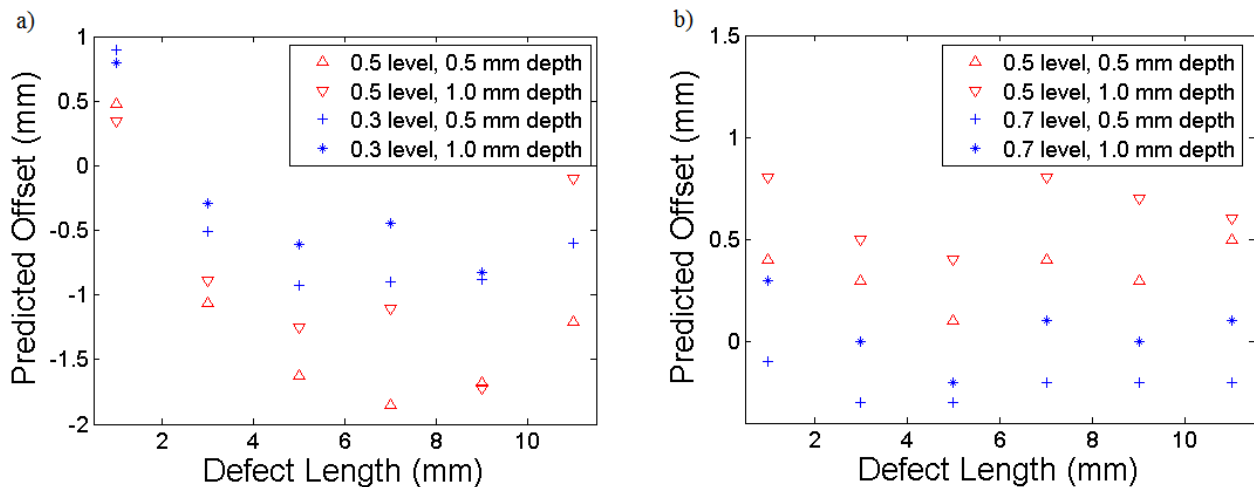 a)
Predicted Offset (mm)
1
0.5
0
-0.5
-1
-1.5
-2
0.5 level, 0.5 mm depth
0.5 level, 1.0 mm depth
0.3 level, 0.5 mm depth
0.3 level, 1.0 mm depth
2 4 6 8 10
Defect Length (mm)
b)
Predicted Offset (mm)
1.5
1
0.5
0
0.5 level, 0.5 mm depth
0.5 level, 1.0 mm depth
0.7 level, 0.5 mm depth
0.7 level, 1.0 mm depth
2 4 6 8 10
Defect Length (mm)